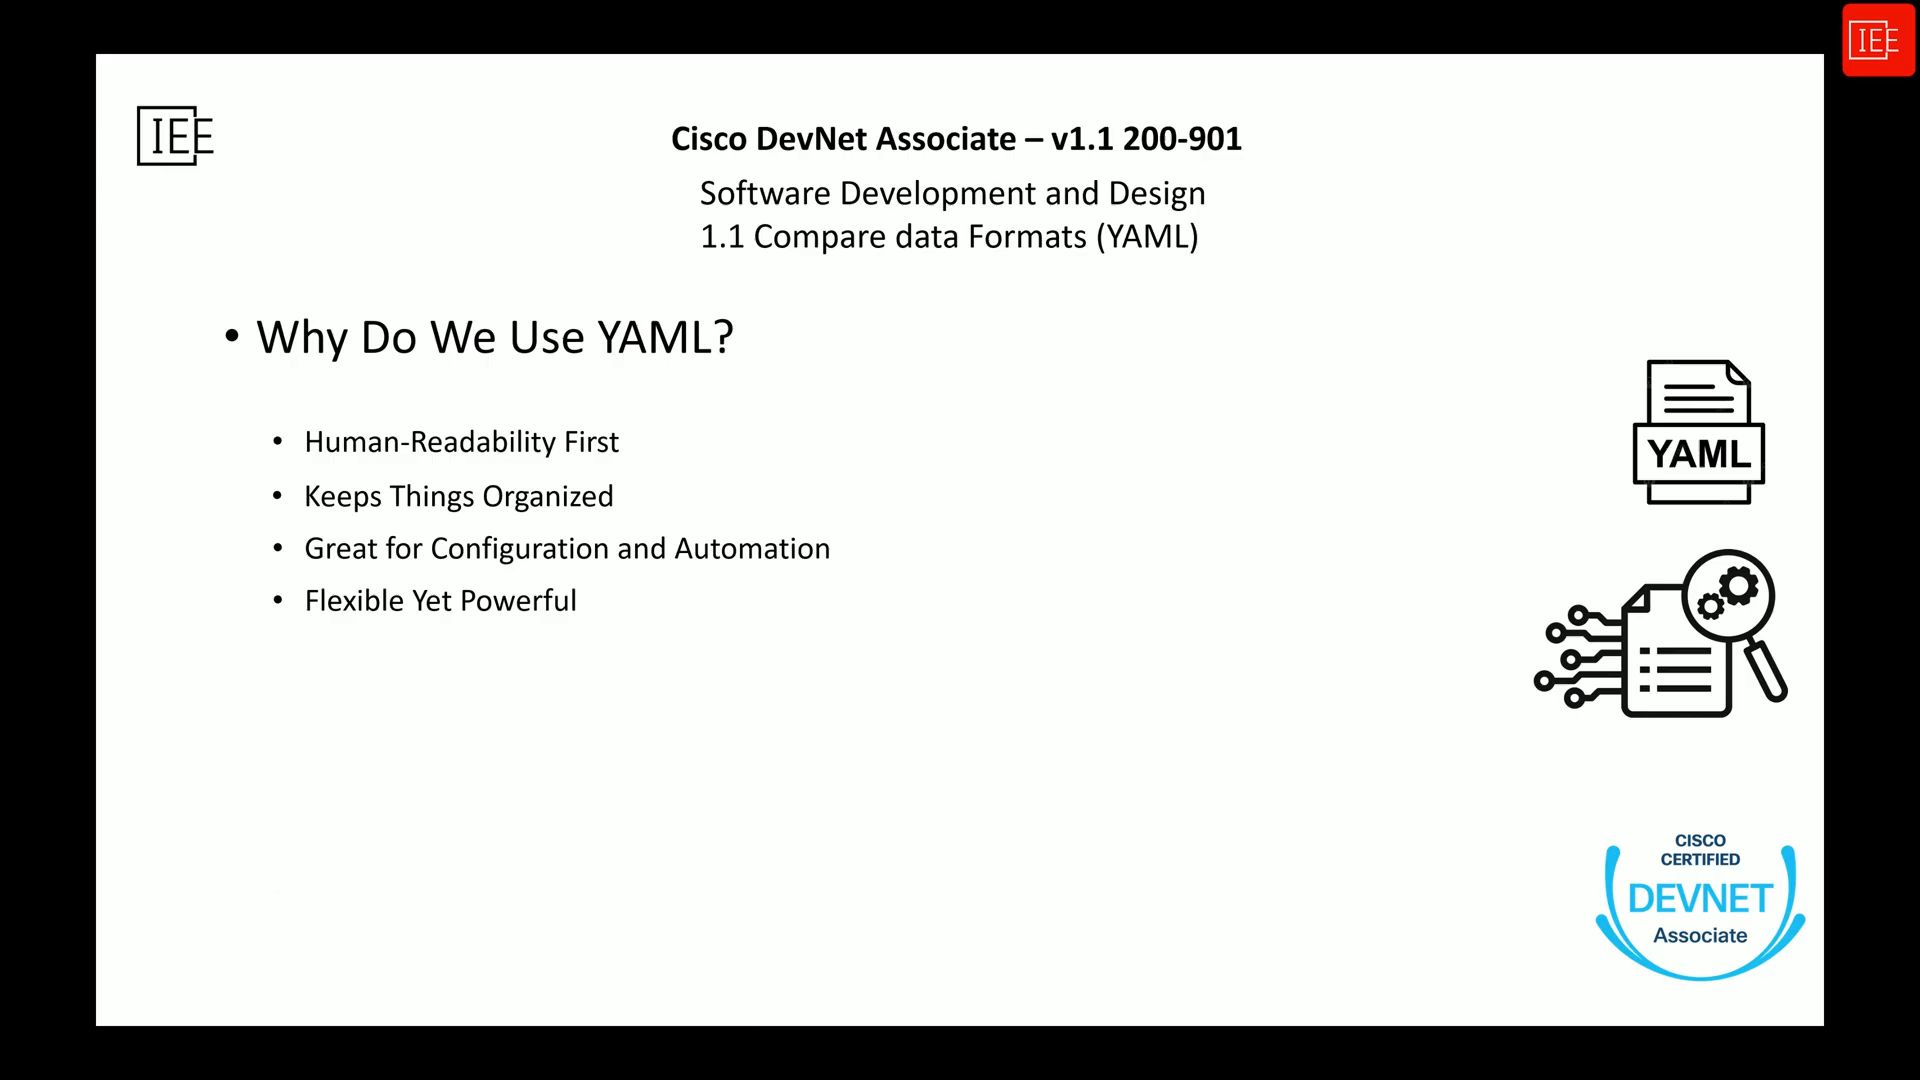 IEE
IEE
Cisco DevNet Associate – v1.1 200-901
Software Development and Design
1.1 Compare data Formats (YAML)
• Why Do We Use YAML?
• Human-Readability First
• Keeps Things Organized
• Great for Configuration and Automation
• Flexible Yet Powerful
YAML
CISCO
CERTIFIED
DEVNET
Associate